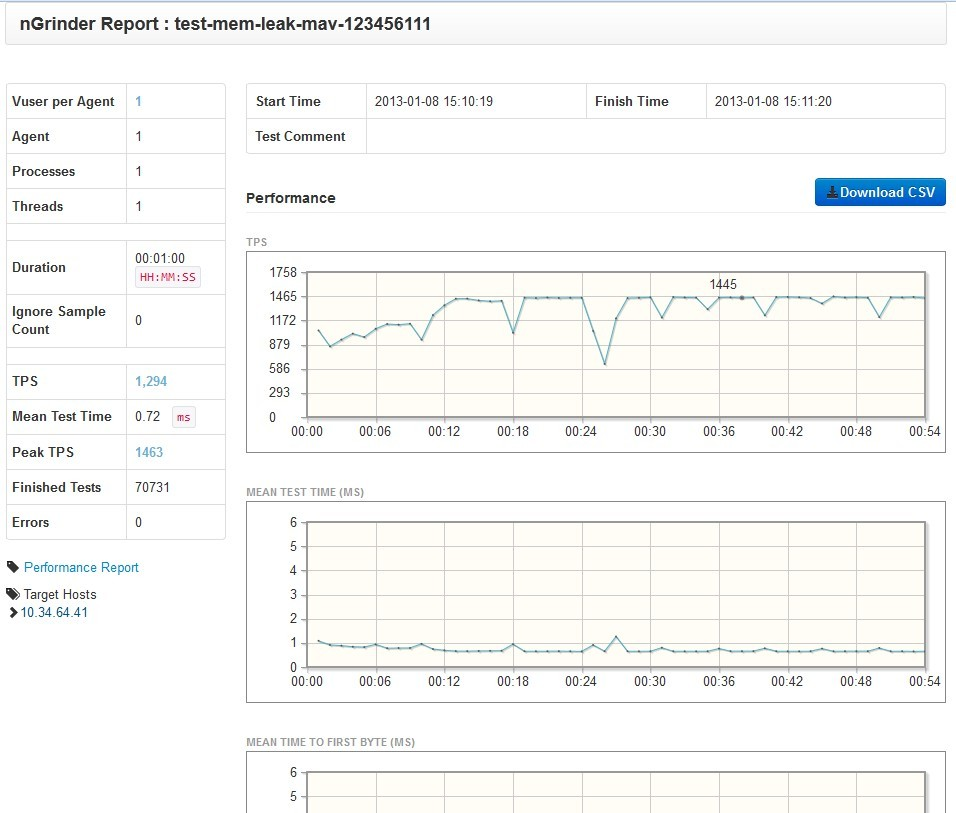 nGrinder Report : test-mem-leak-mav-123456111
Vuser per Agent 1
Agent 1
Processes 1
Threads 1
Duration 00:01:00
HH:MM:SS
Ignore Sample
Count 0
TPS 1,294
Mean Test Time 0.72 ms
Peak TPS 1463
Finished Tests 70731
Errors 0
Performance Report
Target Hosts
10.34.64.41
Start Time 2013-01-08 15:10:19 Finish Time 2013-01-08 15:11:20
Test Comment
Performance
Download CSV
TPS
1758
1465
1172
879
586
293
0
1445
00:00 00:06 00:12 00:18 00:24 00:30 00:36 00:42 00:48 00:54
MEAN TEST TIME (MS)
6
5
4
3
2
1
0
00:00 00:06 00:12 00:18 00:24 00:30 00:36 00:42 00:48 00:54
MEAN TIME TO FIRST BYTE (MS)
6
5